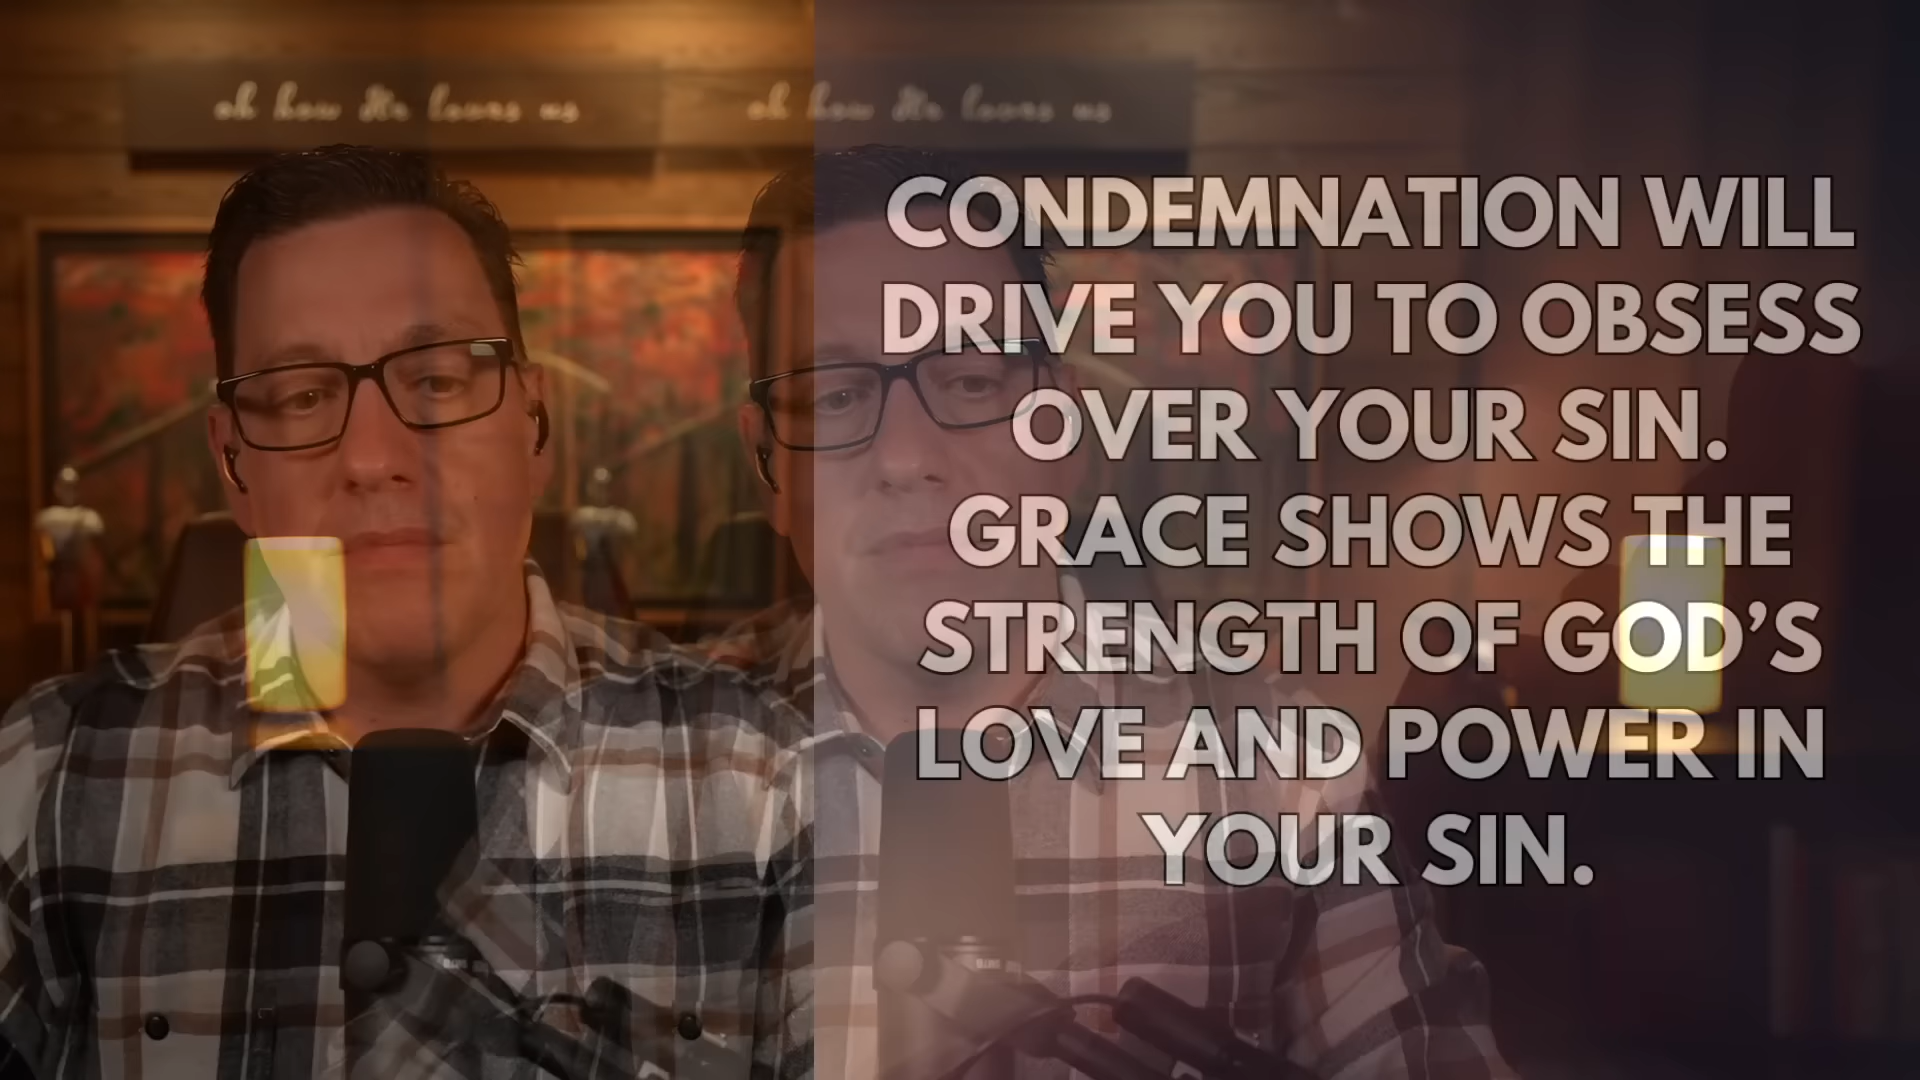 oh how He loves us
oh how He loves us
CONDEMNATION WILL
DRIVE YOU TO OBSESS
OVER YOUR SIN.
GRACE SHOWS THE
STRENGTH OF GOD’S
LOVE AND POWER IN
YOUR SIN.